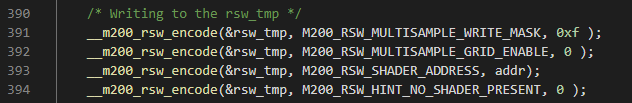 390 /* Writing to the rsw_tmp */
391 __m200_rsw_encode(&rsw_tmp, M200_RSW_MULTISAMPLE_WRITE_MASK, 0xf );
392 __m200_rsw_encode(&rsw_tmp, M200_RSW_MULTISAMPLE_GRID_ENABLE, 0 );
393 __m200_rsw_encode(&rsw_tmp, M200_RSW_SHADER_ADDRESS, addr);
394 __m200_rsw_encode(&rsw_tmp, M200_RSW_HINT_NO_SHADER_PRESENT, 0 );